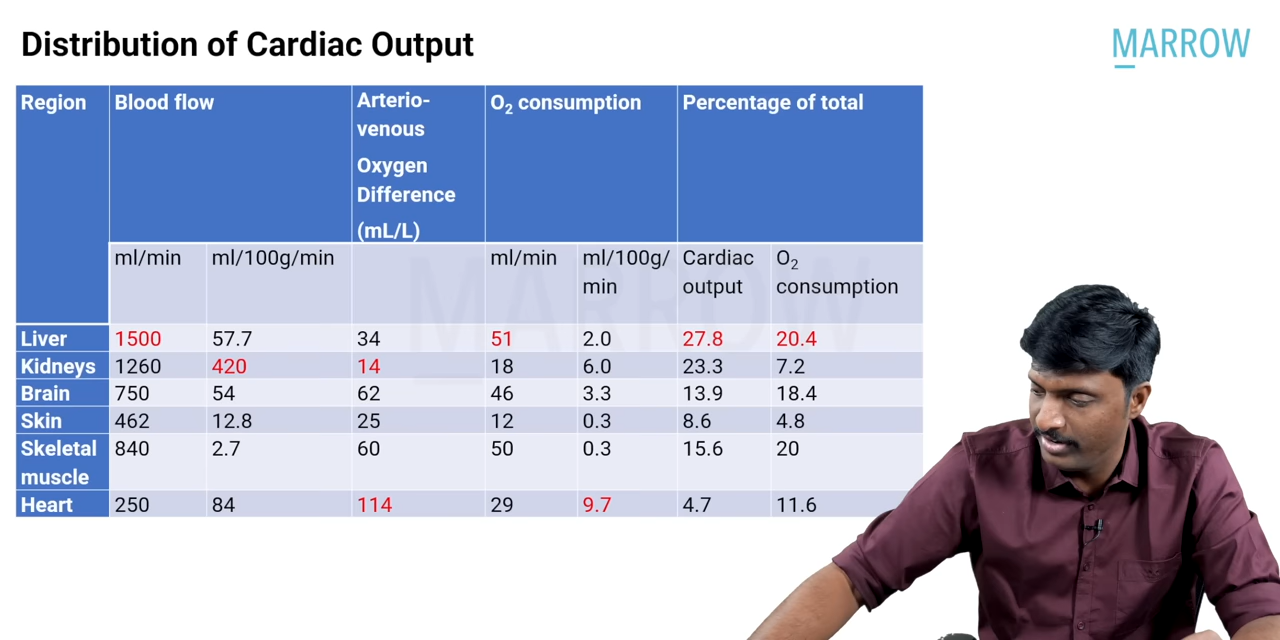 Distribution of Cardiac Output
MARROW
Region Blood flow Arterio-venous Oxygen Difference (mL/L) O₂ consumption Percentage of total
ml/min ml/100g/min ml/min ml/100g/min Cardiac output O₂ consumption
Liver 1500 57.7 34 51 2.0 27.8 20.4
Kidneys 1260 420 14 18 6.0 23.3 7.2
Brain 750 54 62 46 3.3 13.9 18.4
Skin 462 12.8 25 12 0.3 8.6 4.8
Skeletal muscle 840 2.7 60 50 0.3 15.6 20
Heart 250 84 114 29 9.7 4.7 11.6
MARROW